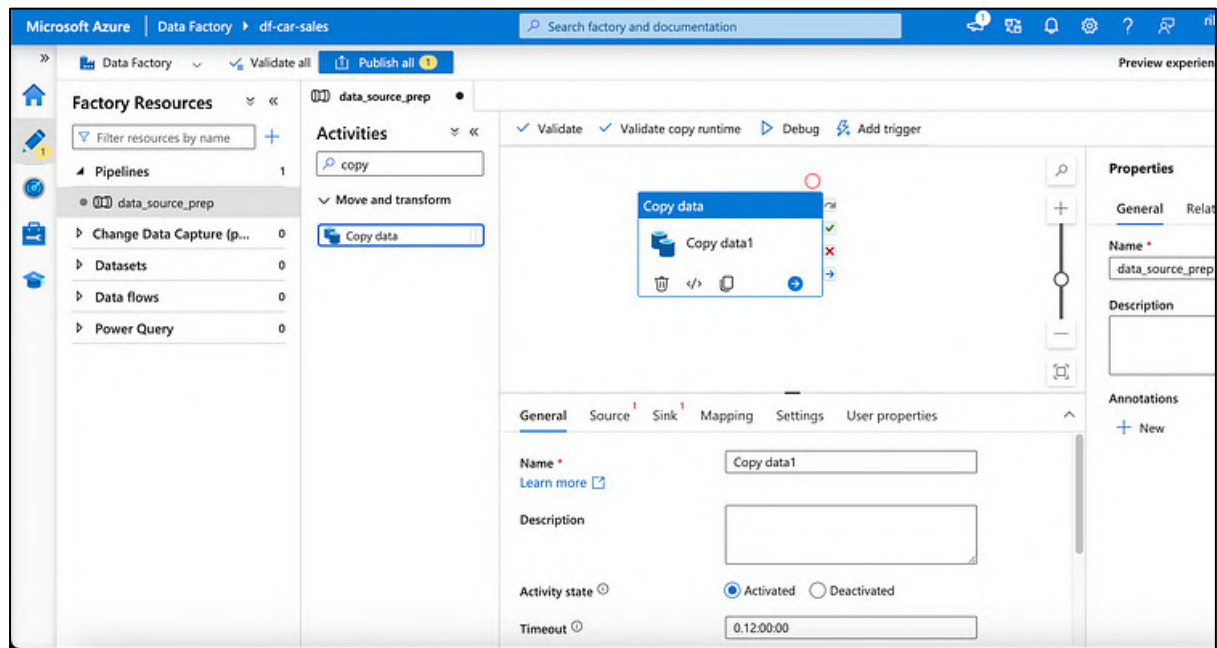 Microsoft Azure | Data Factory ▸ df-car-sales
Search factory and documentation
1
Data Factory
Validate all
Publish all 1
Preview experien
Factory Resources
Filter resources by name
1
Pipelines 1
data_source_prep
Change Data Capture (p... 0
Datasets 0
Data flows 0
Power Query 0
data_source_prep
Activities
copy
Move and transform
Copy data
Validate Validate copy runtime Debug Add trigger
Copy data
Copy data1
General Source 1 Sink 1 Mapping Settings User properties
Name *
Copy data1
Learn more
Description
Activity state
Activated Deactivated
Timeout
0.12:00:00
Properties
General Relat
Name *
data_source_prep
Description
Annotations
New